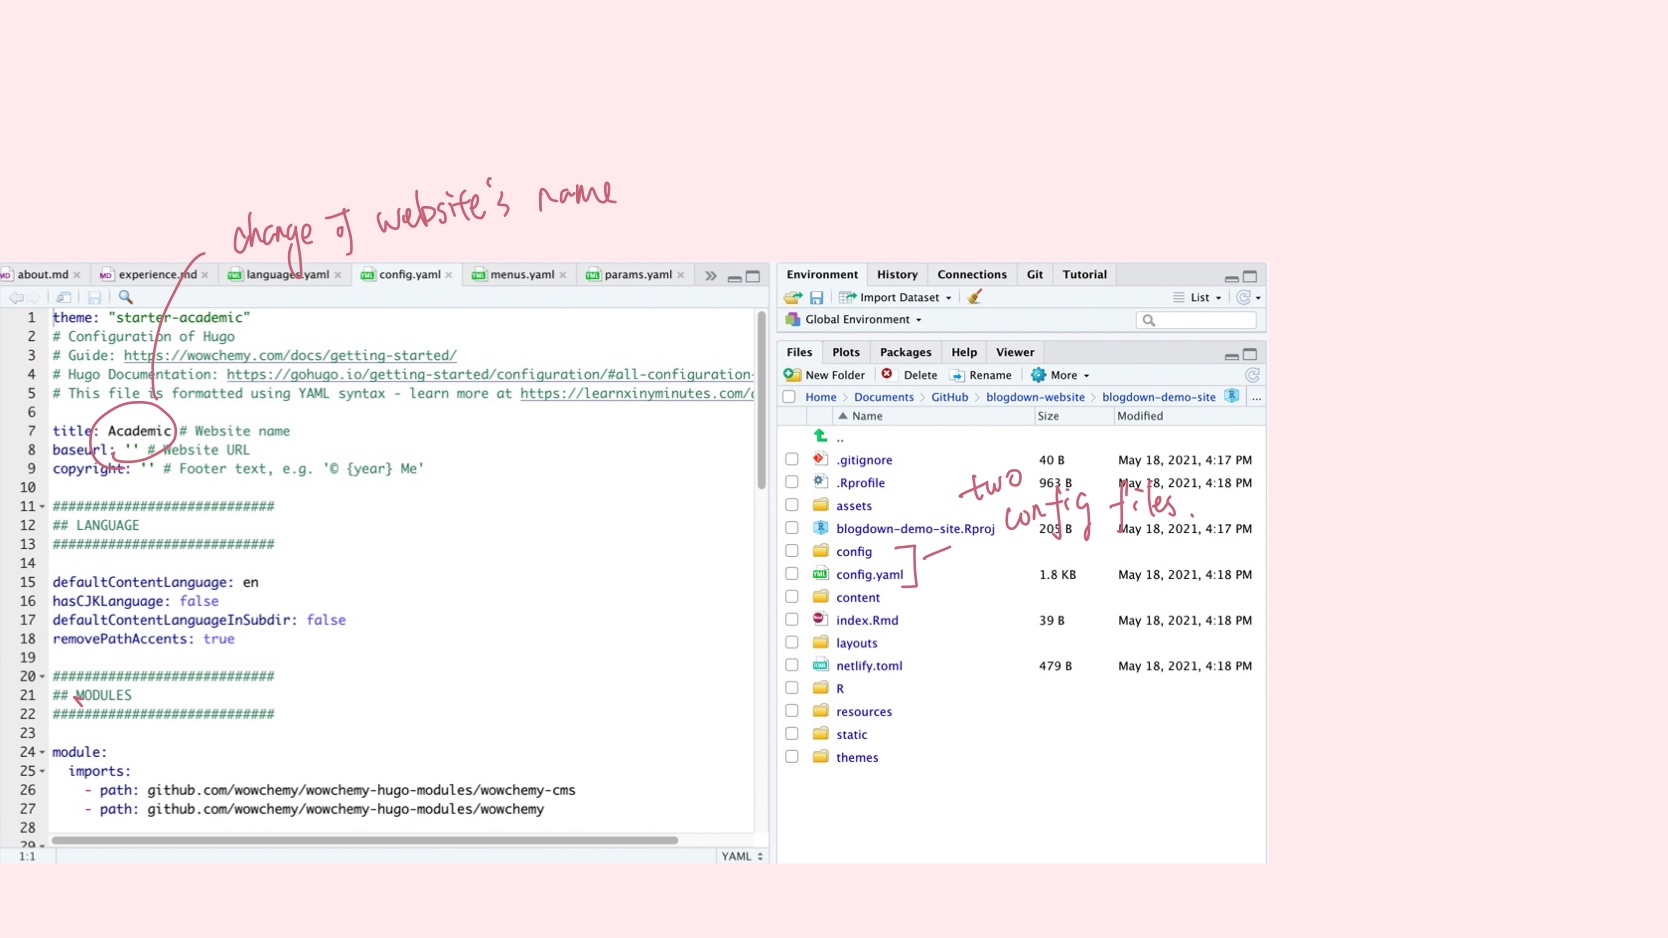 change of website's name
about.md × experience.md × languages.yaml × config.yaml × menus.yaml × params.yaml ×
1 theme: "starter-academic"
2 # Configuration of Hugo
3 # Guide: https://wowchemy.com/docs/getting-started/
4 # Hugo Documentation: https://gohugo.io/getting-started/configuration/#all-configuration-
5 # This file is formatted using YAML syntax - learn more at https://learnxinyminutes.com/
6
7 title: Academic # Website name
8 baseurl: '' # Website URL
9 copyright: '' # Footer text, e.g. '© {year} Me'
10
11 ############################
12 ## LANGUAGE
13 ############################
14
15 defaultContentLanguage: en
16 hasCJKLanguage: false
17 defaultContentLanguageInSubdir: false
18 removePathAccents: true
19
20 ############################
21 ## MODULES
22 ############################
23
24 module:
25 imports:
26 - path: github.com/wowchemy/wowchemy-hugo-modules/wowchemy-cms
27 - path: github.com/wowchemy/wowchemy-hugo-modules/wowchemy
28
29
1:1 YAML
Environment History Connections Git Tutorial
Import Dataset List
Global Environment
Files Plots Packages Help Viewer
New Folder Delete Rename More
Home > Documents > GitHub > blogdown-website > blogdown-demo-site ...
Name Size Modified
..
.gitignore 40 B May 18, 2021, 4:17 PM
.Rprofile 963 B May 18, 2021, 4:18 PM
assets
blogdown-demo-site.Rproj 205 B May 18, 2021, 4:17 PM
config
config.yaml 1.8 KB May 18, 2021, 4:18 PM
content
index.Rmd 39 B May 18, 2021, 4:18 PM
layouts
netlify.toml 479 B May 18, 2021, 4:18 PM
R
resources
static
themes
two
config files.